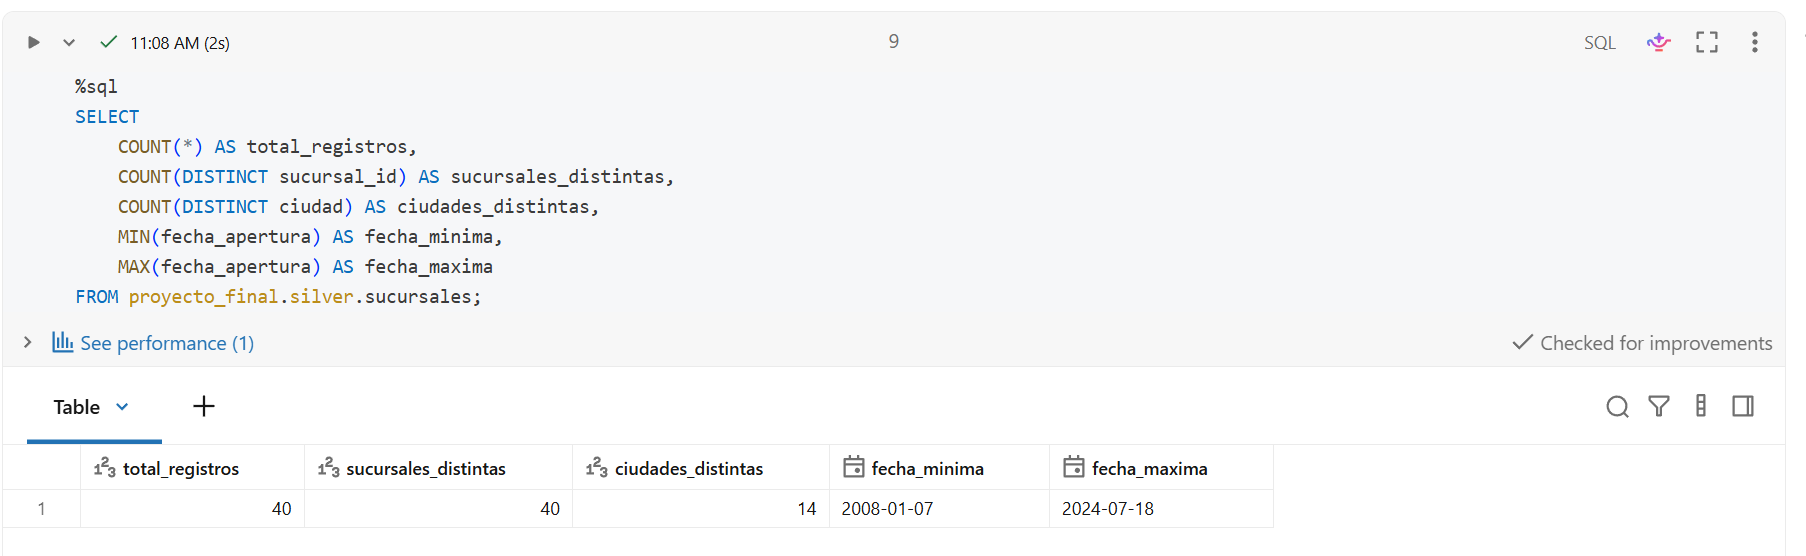 11:08 AM (2s)
9
SQL
%sql
SELECT
COUNT(*) AS total_registros,
COUNT(DISTINCT sucursal_id) AS sucursales_distintas,
COUNT(DISTINCT ciudad) AS ciudades_distintas,
MIN(fecha_apertura) AS fecha_minima,
MAX(fecha_apertura) AS fecha_maxima
FROM proyecto_final.silver.sucursales;
See performance (1)
Checked for improvements
Table
total_registros sucursales_distintas ciudades_distintas fecha_minima fecha_maxima
1 40 40 14 2008-01-07 2024-07-18